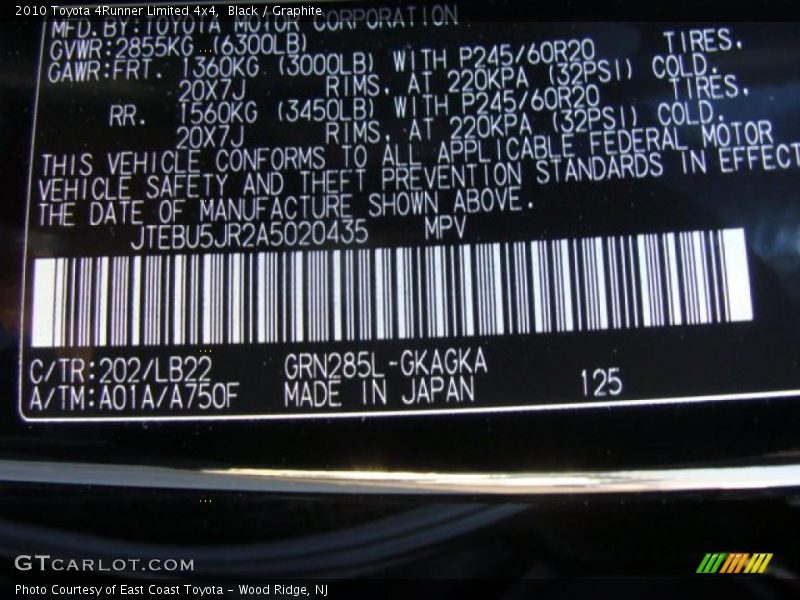 2010 Toyota 4Runner Limited 4x4, Black / Graphite
MFD. BY: TOYOTA MOTOR CORPORATION
GVWR: 2855KG (6300LB)
GAWR: FRT. 1360KG (3000LB) WITH P245/60R20 TIRES,
20X7J RIMS, AT 220KPA (32PSI) COLD.
RR. 1560KG (3450LB) WITH P245/60R20 TIRES,
20X7J RIMS, AT 220KPA (32PSI) COLD.
THIS VEHICLE CONFORMS TO ALL APPLICABLE FEDERAL MOTOR
VEHICLE SAFETY AND THEFT PREVENTION STANDARDS IN EFFECT
THE DATE OF MANUFACTURE SHOWN ABOVE.
JTEBU5JR2A5020435 MPV
C/TR: 202/LB22 GRN285L-GKAGKA
A/TM: A01A/A750F MADE IN JAPAN 125
GTCARLOT.COM
Photo Courtesy of East Coast Toyota - Wood Ridge, NJ